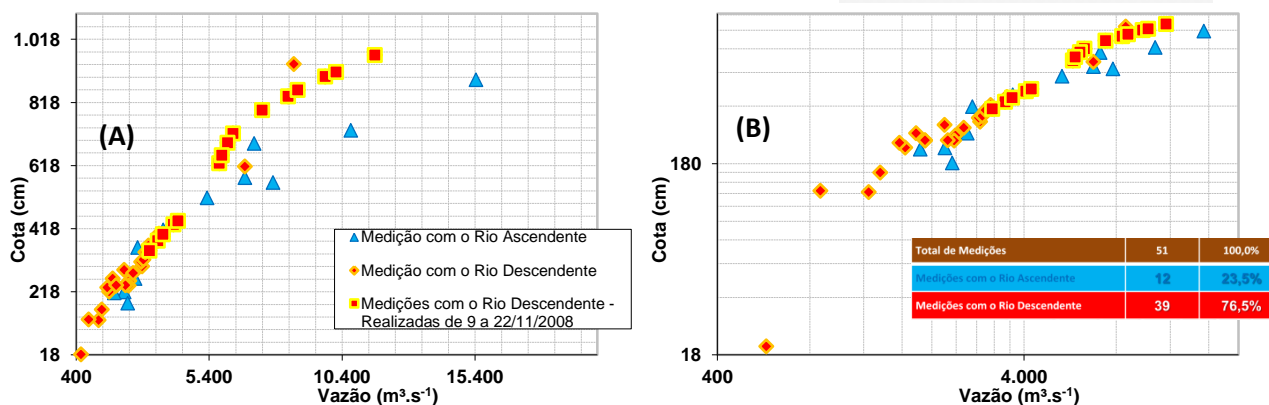 1.018
818
618
418
218
18
Cota (cm)
(A)
400
5.400
10.400
15.400
Vazão (m³.s⁻¹)
Medição com o Rio Ascendente
Medição com o Rio Descendente
Medições com o Rio Descendente -
Realizadas de 9 a 22/11/2008
180
18
Cota (cm)
(B)
400
4.000
Vazão (m³.s⁻¹)
Total de Medições 51 100,0%
Medições com o Rio Ascendente 12 23,5%
Medições com o Rio Descendente 39 76,5%